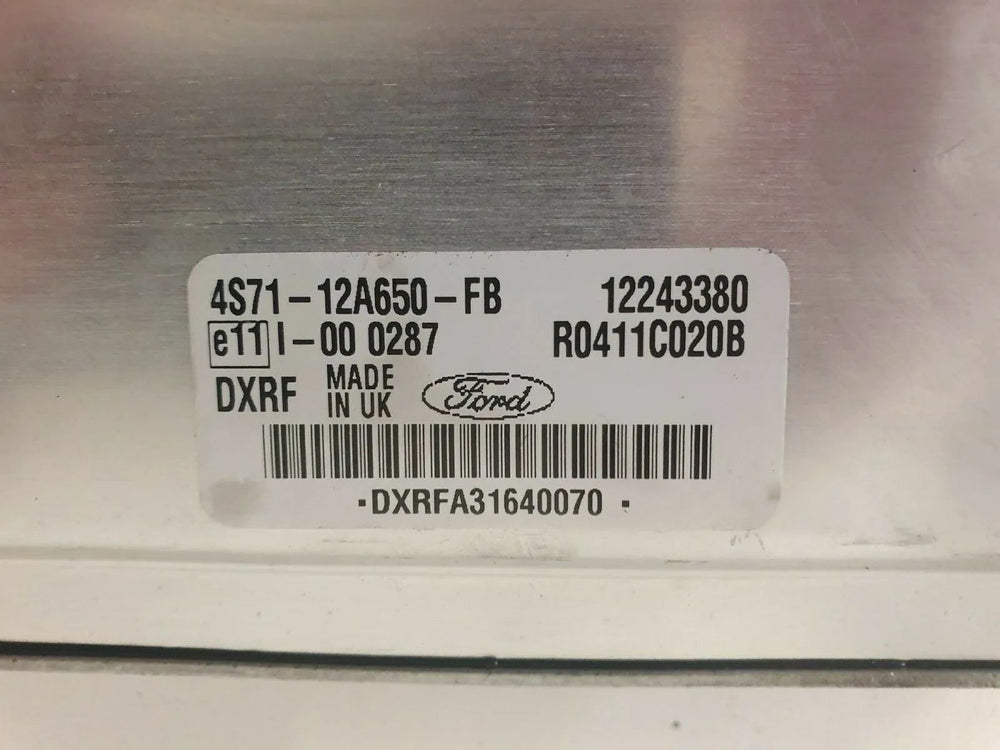 4S71-12A650-FB 12243380
e11 I-00 0287 R0411C020B
DXRF MADE IN UK Ford
·DXRFA31640070 ·